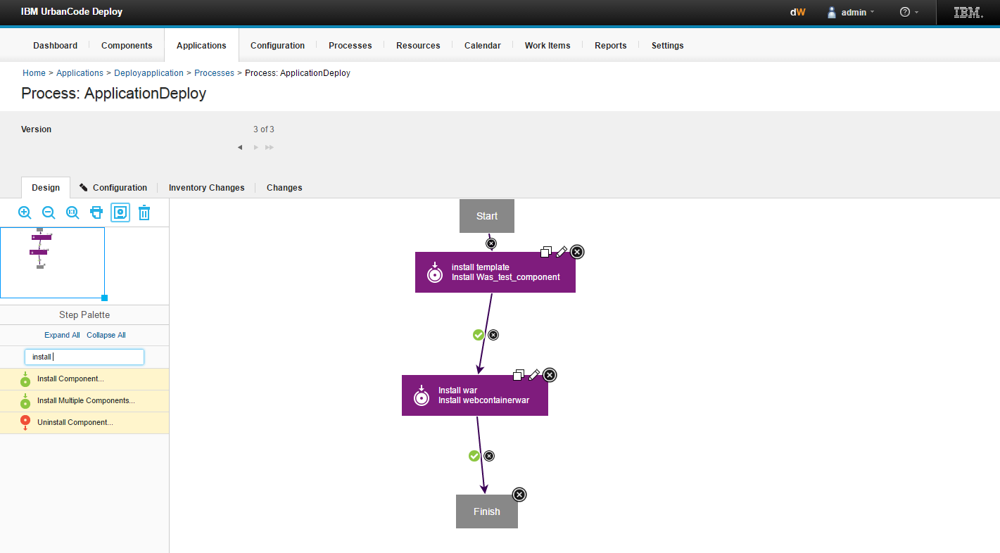 IBM UrbanCode Deploy
dW
admin
?
IBM
Dashboard
Components
Applications
Configuration
Processes
Resources
Calendar
Work Items
Reports
Settings
Home > Applications > Deployapplication > Processes > Process: ApplicationDeploy
Process: ApplicationDeploy
Version
3 of 3
Design
Configuration
Inventory Changes
Changes
Step Palette
Expand All
Collapse All
install
Install Component...
Install Multiple Components...
Uninstall Component...
Start
install template
Install Was_test_component
Install war
Install webcontainerwar
Finish